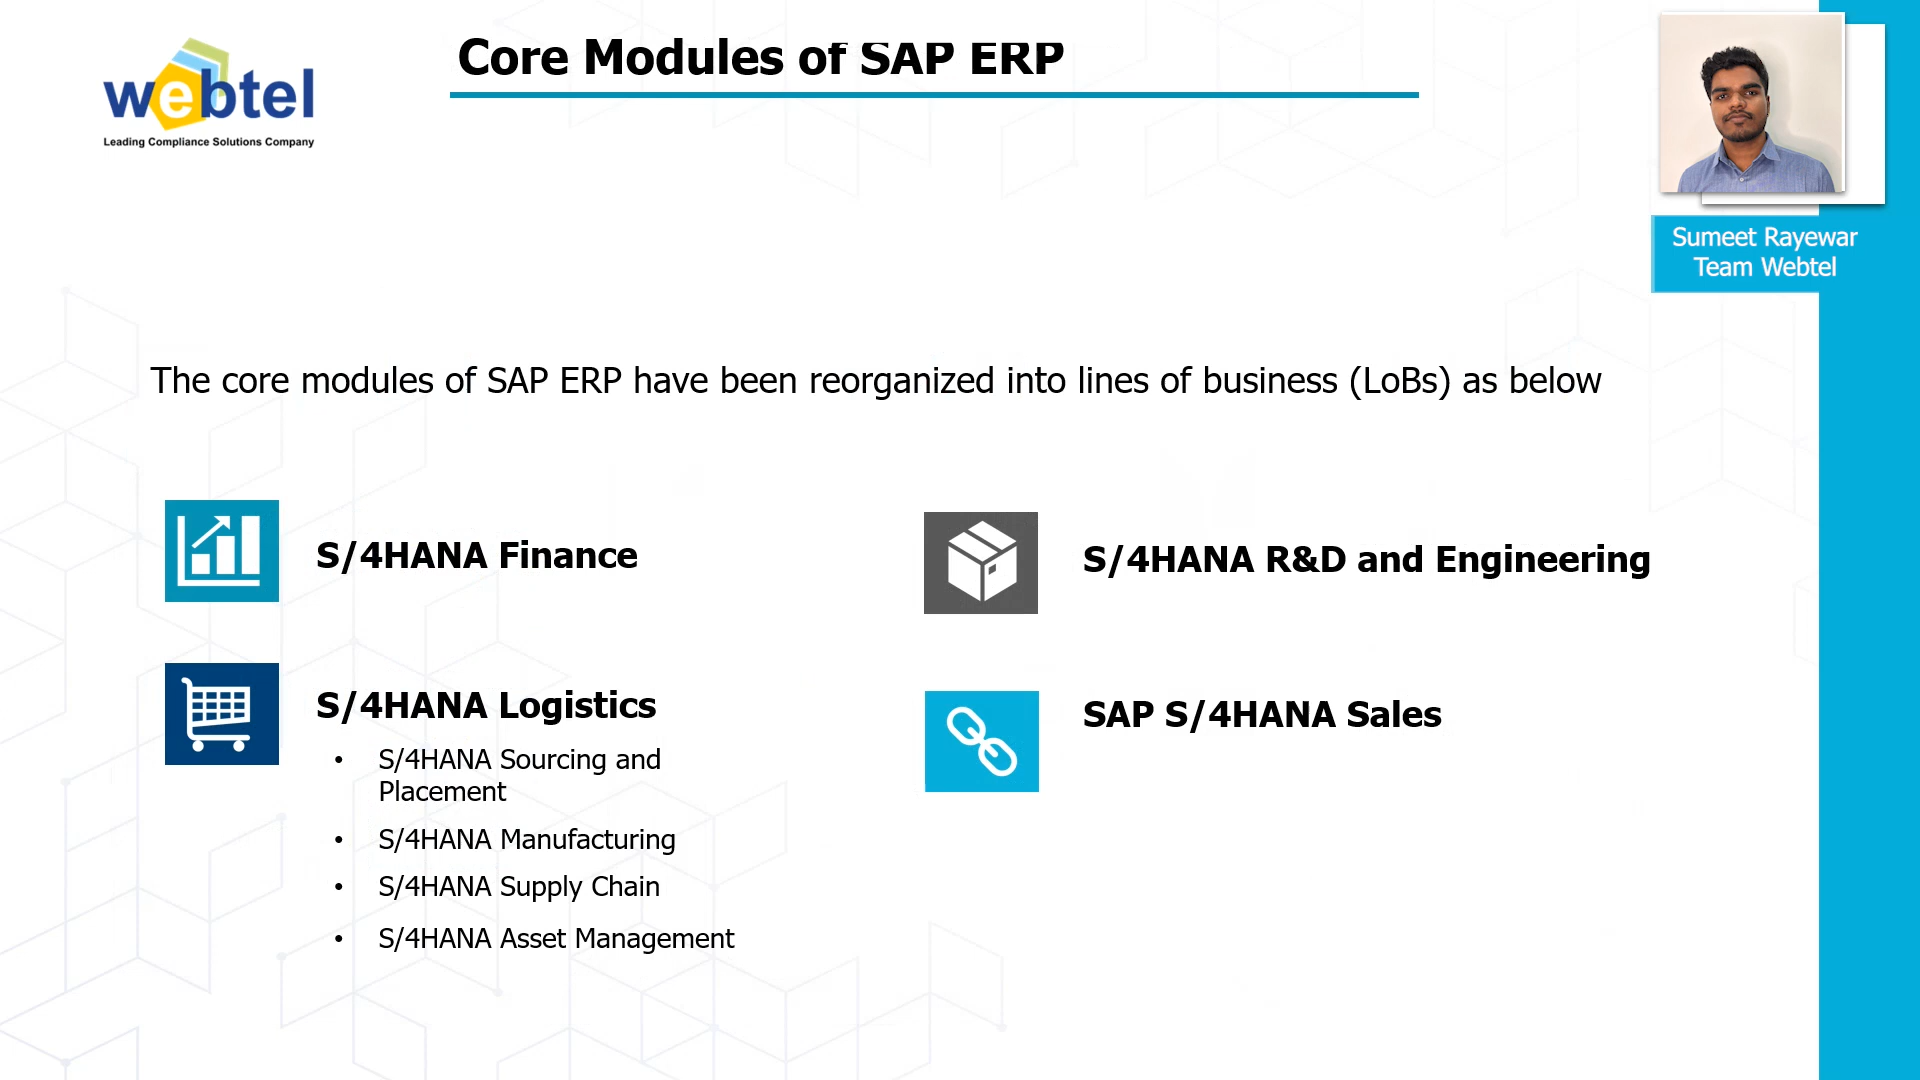 Core Modules of SAP ERP
webtel
Leading Compliance Solutions Company
Sumeet Rayewar
Team Webtel
The core modules of SAP ERP have been reorganized into lines of business (LoBs) as below
S/4HANA Finance
S/4HANA R&D and Engineering
S/4HANA Logistics
• S/4HANA Sourcing and
Placement
• S/4HANA Manufacturing
• S/4HANA Supply Chain
• S/4HANA Asset Management
SAP S/4HANA Sales